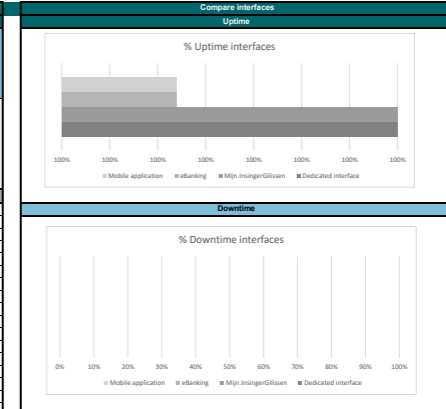 Compare interfaces
Uptime
% Uptime interfaces
100% 100% 100% 100% 100% 100% 100% 100%
Mobile application eBanking Mijn.InsingerGilissen Dedicated interface
Downtime
% Downtime interfaces
0% 10% 20% 30% 40% 50% 60% 70% 80% 90% 100%
Mobile application eBanking Mijn.InsingerGilissen Dedicated interface